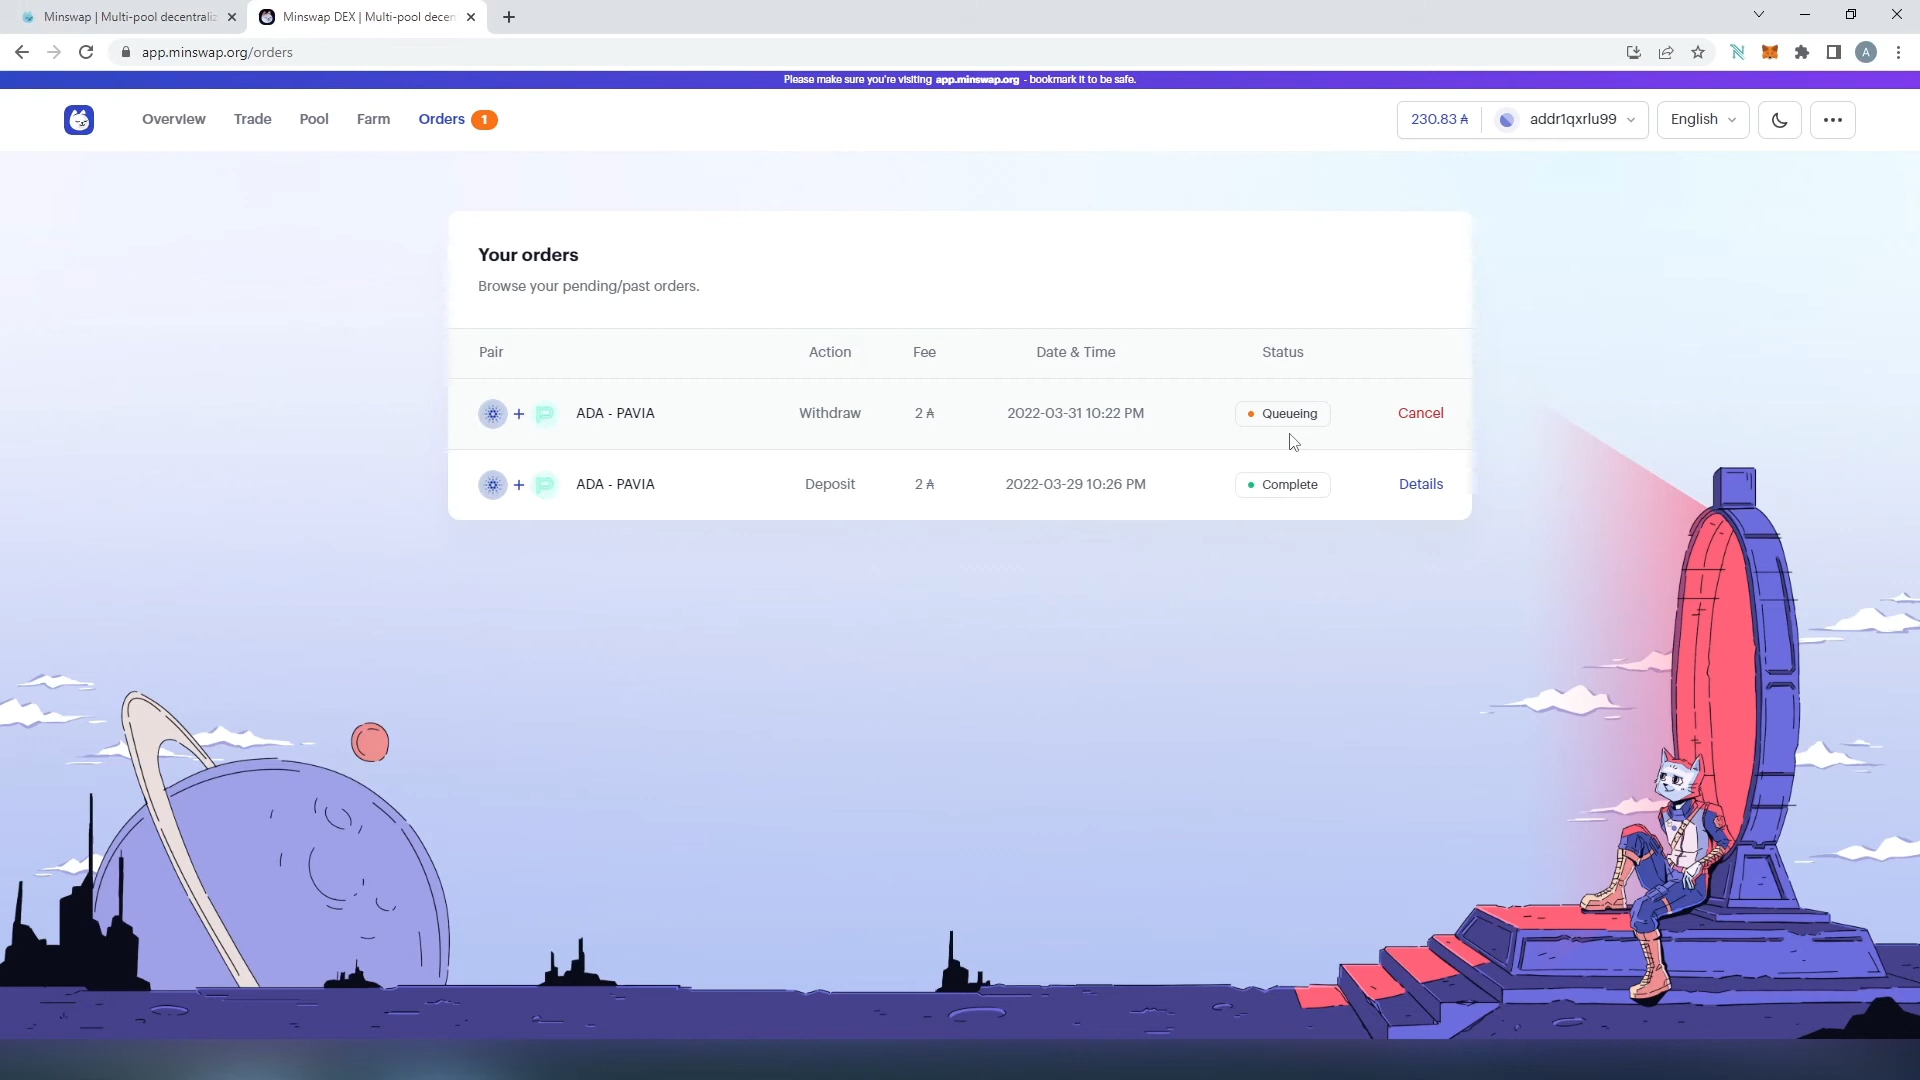 Minswap | Multi-pool decentraliz
Minswap DEX | Multi-pool decen
app.minswap.org/orders
A
Please make sure you're visiting app.minswap.org - bookmark it to be safe.
Overview Trade Pool Farm Orders 1
230.83 ₳ addr1qxrlu99 English
Your orders
Browse your pending/past orders.
Pair Action Fee Date & Time Status
ADA - PAVIA Withdraw 2 ₳ 2022-03-31 10:22 PM Queueing Cancel
ADA - PAVIA Deposit 2 ₳ 2022-03-29 10:26 PM Complete Details